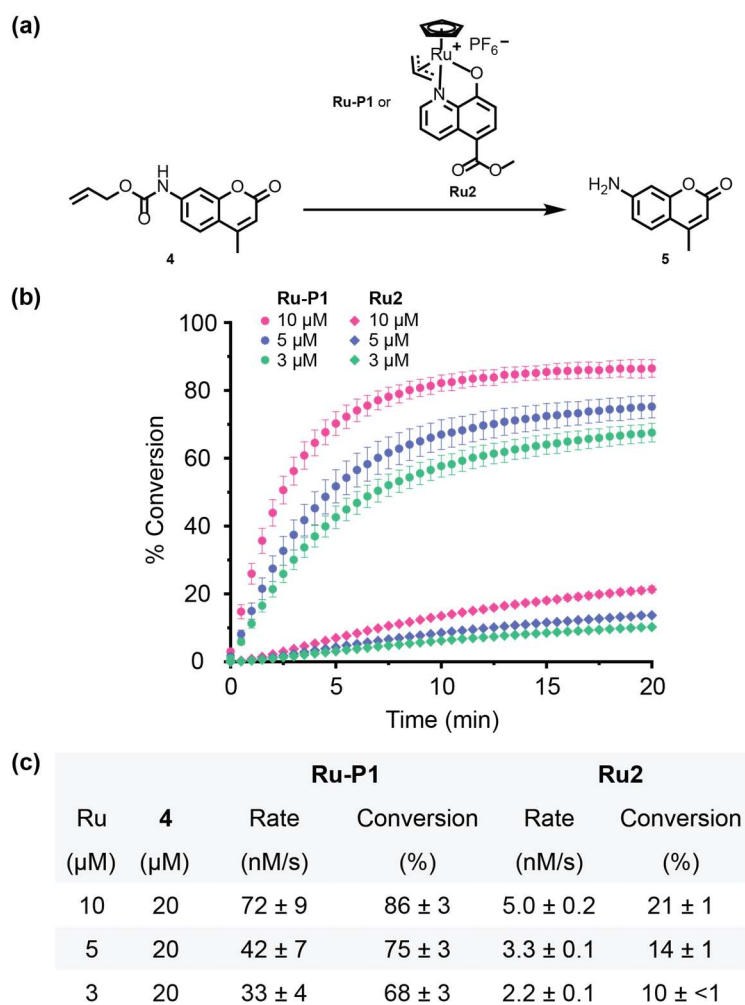 (a)
Ru
+
PF6−
N
O
Ru-P1 or
O
O
Ru2
H
N
O
O
O
O
4
H2N
O
O
5
(b)
Ru-P1 Ru2
10 µM 10 µM
5 µM 5 µM
3 µM 3 µM
100
80
60
40
20
0
% Conversion
0 5 10 15 20
Time (min)
(c)
Ru-P1 Ru2
Ru 4 Rate Conversion Rate Conversion
(µM) (µM) (nM/s) (%) (nM/s) (%)
10 20 72 ± 9 86 ± 3 5.0 ± 0.2 21 ± 1
5 20 42 ± 7 75 ± 3 3.3 ± 0.1 14 ± 1
3 20 33 ± 4 68 ± 3 2.2 ± 0.1 10 ± <1